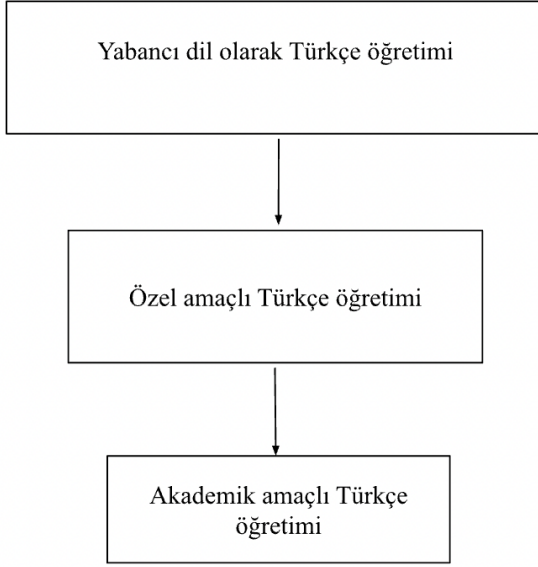 Yabancı dil olarak Türkçe öğretimi
Özel amaçlı Türkçe öğretimi
Akademik amaçlı Türkçe
öğretimi